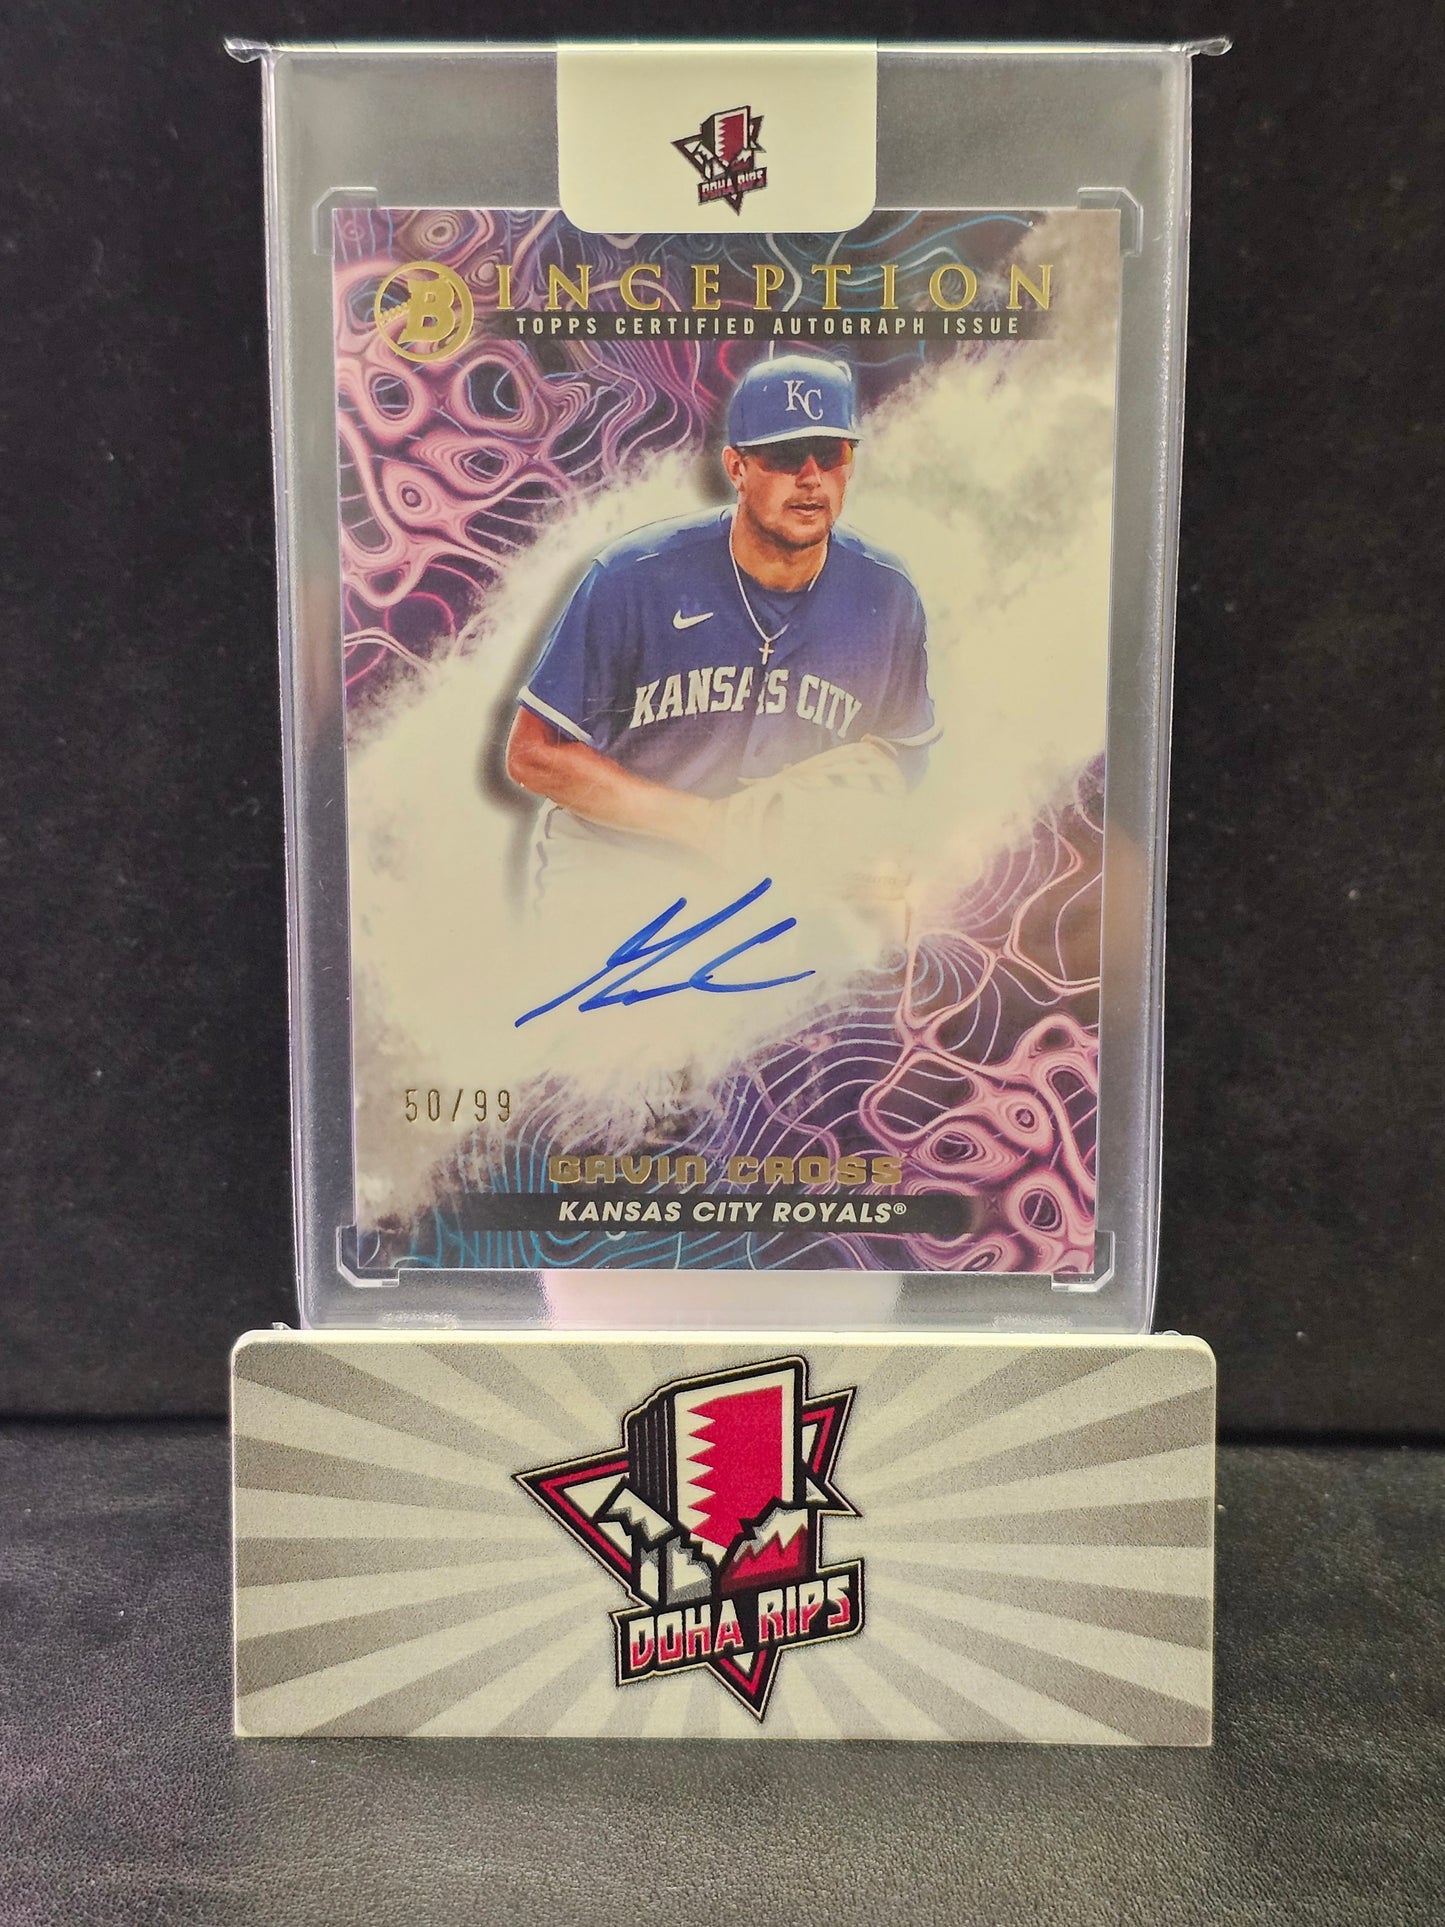 DOHA RIPS
B INCEPTION
TOPPS CERTIFIED AUTOGRAPH ISSUE
KC
KANSAS CITY
50/99
GAVIN CROSS
KANSAS CITY ROYALS®
DOHA RIPS